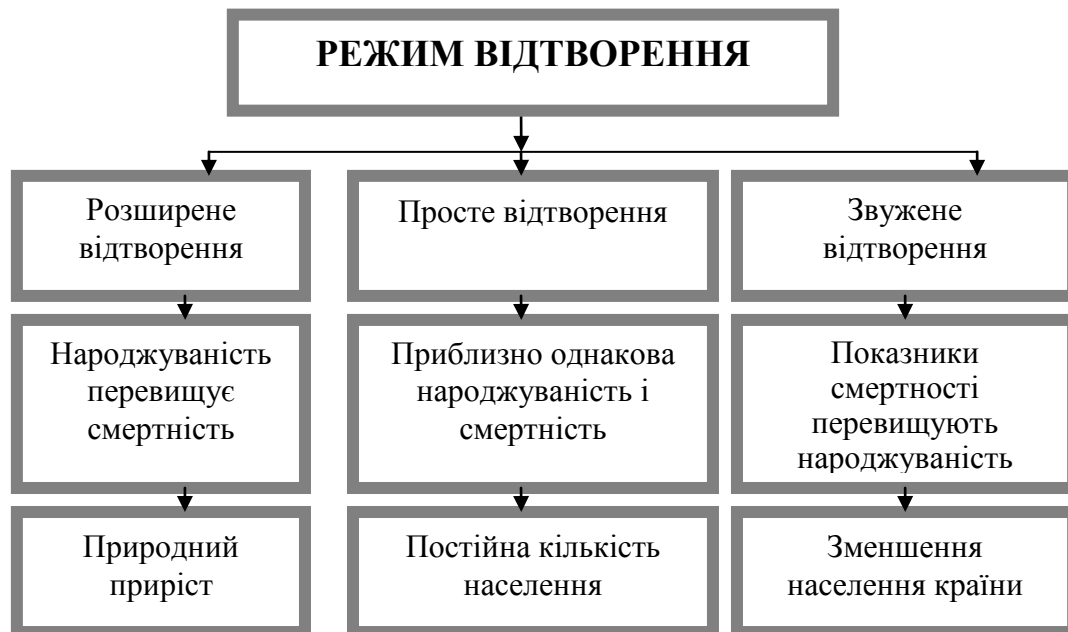 РЕЖИМ ВІДТВОРЕННЯ
Розширене
відтворення
Просте відтворення
Звужене
відтворення
Народжуваність
перевищує
смертність
Приблизно однакова
народжуваність і
смертність
Показники
смертності
перевищують
народжуваність
Природний
приріст
Постійна кількість
населення
Зменшення
населення країни